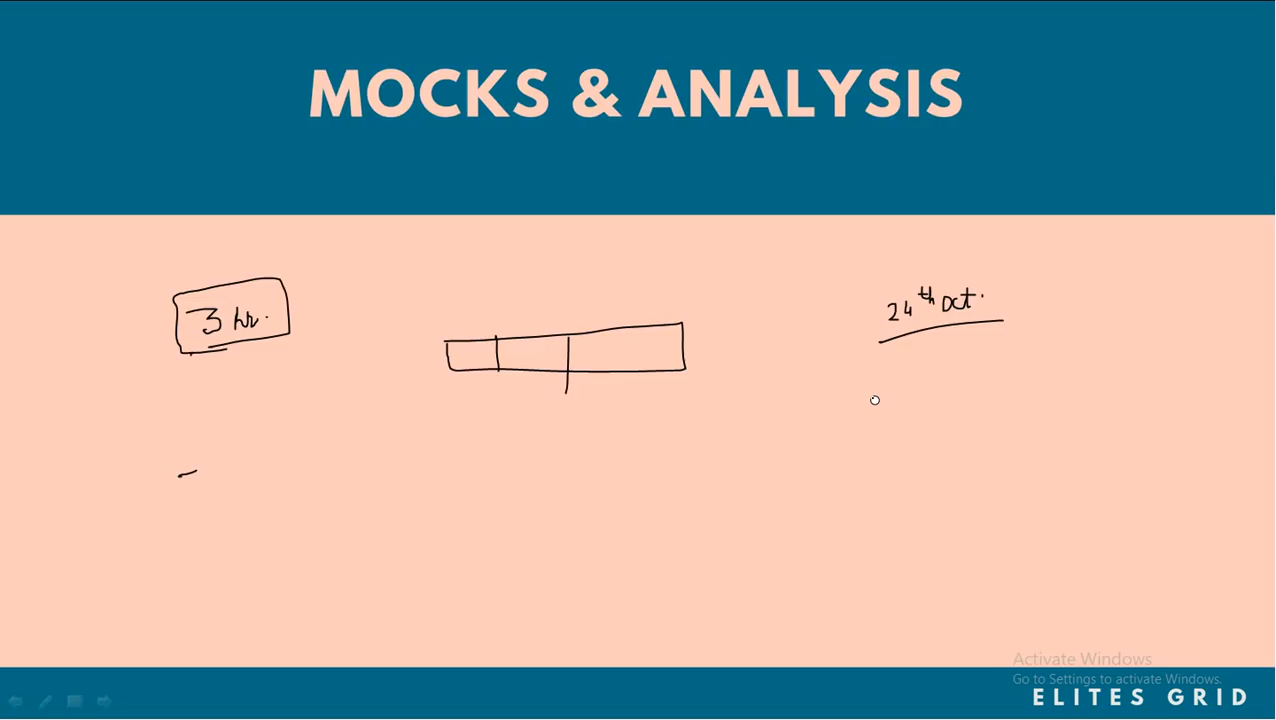 MOCKS & ANALYSIS
3 hr.
24th Oct.
Activate Windows
Go to Settings to activate Windows.
ELITES GRID